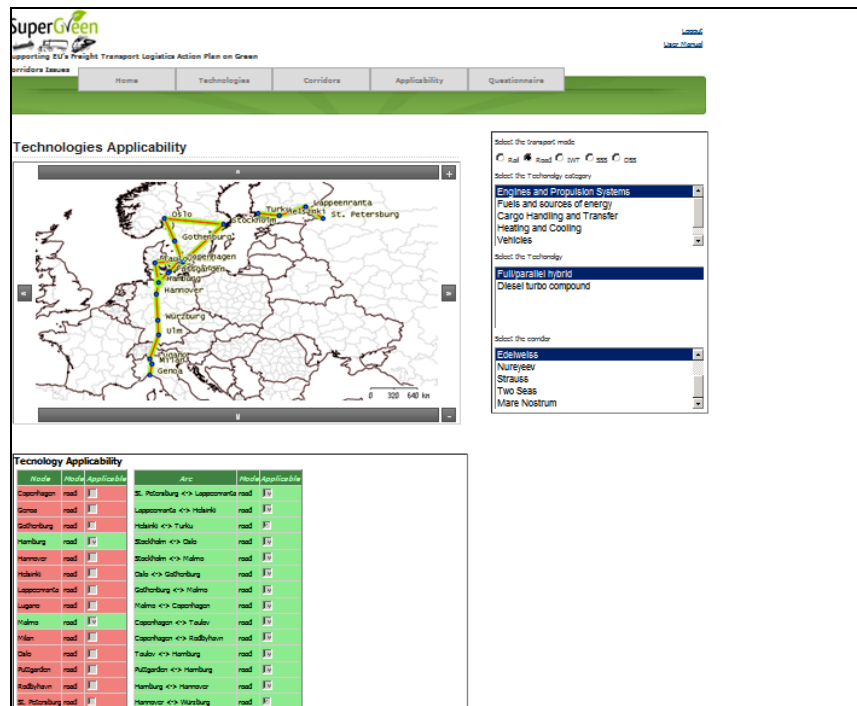 SuperGreen
Supporting EU's Freight Transport Logistics Action Plan on Green
Corridors Issues
Logout
User Manual
Home Technologies Corridors Applicability Questionnaire
Technologies Applicability
Oslo
Stockholm
Turku
Helsinki
Lappeenranta
St. Petersburg
Gothenburg
Copenhagen
Hamburg
Hannover
Würzburg
Ulm
Lugano
Milan
Genoa
0 320 640 km
Select the transport mode
Rail Road IWT SSS DSS
Select the Technology category
Engines and Propulsion Systems
Fuels and sources of energy
Cargo Handling and Transfer
Heating and Cooling
Vehicles
Select the Technology
Full/parallel hybrid
Diesel turbo compound
Select the corridor
Edelweiss
Nureyeev
Strauss
Two Seas
Mare Nostrum
Tecnology Applicability
Node Mode Applicable Arc Mode Applicable
Copenhagen road St. Petersburg <-> Lappeenranta road
Genoa road Lappeenranta <-> Helsinki road
Gothenburg road Helsinki <-> Turku road
Hamburg road Stockholm <-> Oslo road
Hannover road Stockholm <-> Malmo road
Helsinki road Oslo <-> Gothenburg road
Lappeenranta road Gothenburg <-> Malmo road
Lugano road Malmo <-> Copenhagen road
Malmo road Copenhagen <-> Taulov road
Milan road Copenhagen <-> Rodbyhavn road
Oslo road Taulov <-> Hamburg road
Puttgarden road Puttgarden <-> Hamburg road
Rodbyhavn road Hamburg <-> Hannover road
St. Petersburg road Hannover <-> Würzburg road